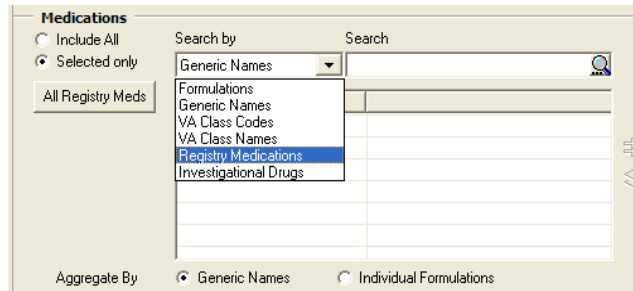 Medications
Include All
Search by
Search
Selected only
Generic Names
All Registry Meds
Formulations
Generic Names
VA Class Codes
VA Class Names
Registry Medications
Investigational Drugs
Aggregate By
Generic Names
Individual Formulations